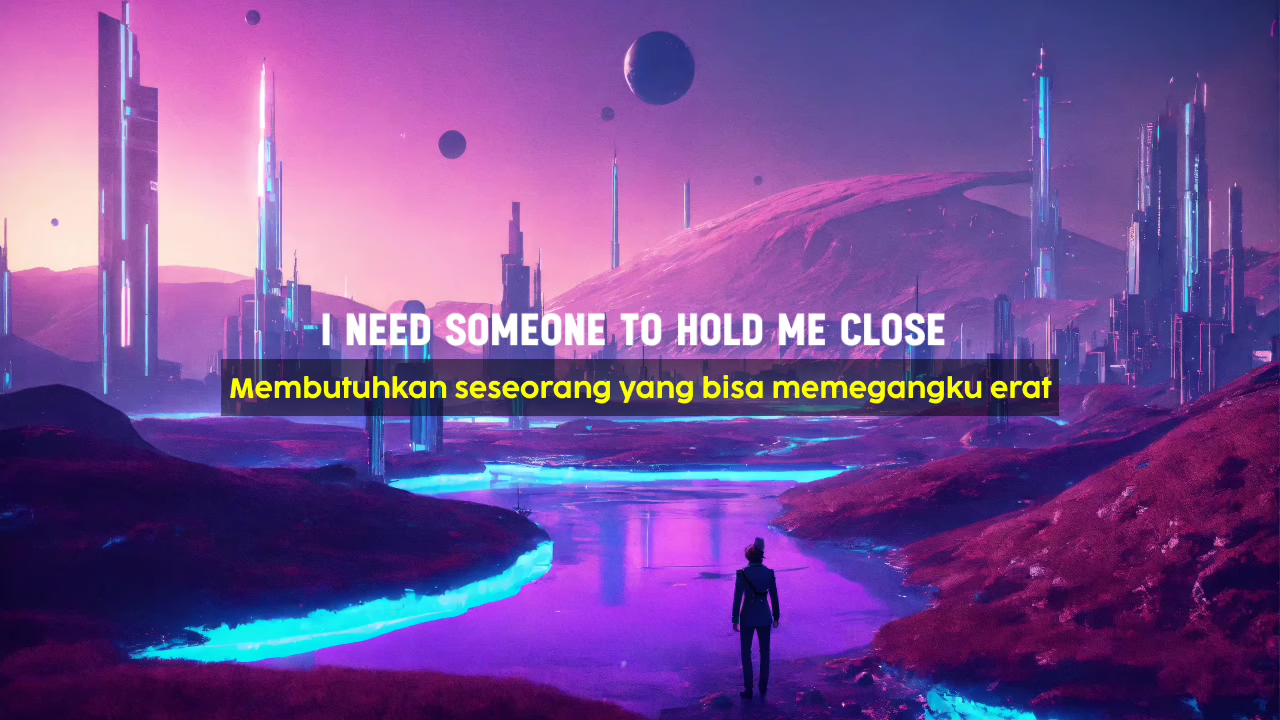 I NEED SOMEONE TO HOLD ME CLOSE
Membutuhkan seseorang yang bisa memegangku erat